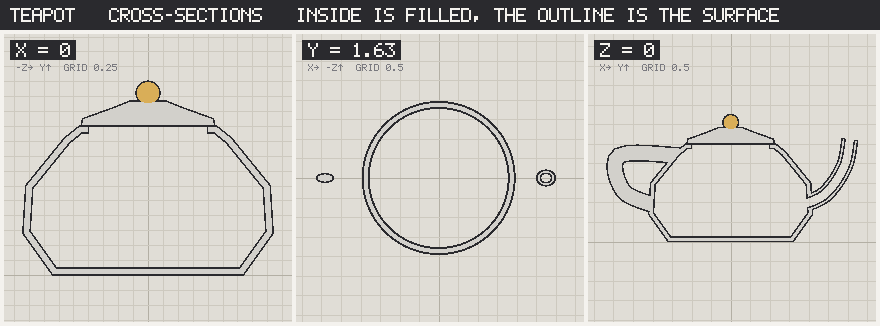 TEAPOT CROSS-SECTIONS INSIDE IS FILLED, THE OUTLINE IS THE SURFACE
X = 0
-Z→ Y↑ GRID 0.25
Y = 1.63
X→ -Z↑ GRID 0.5
Z = 0
X→ Y↑ GRID 0.5